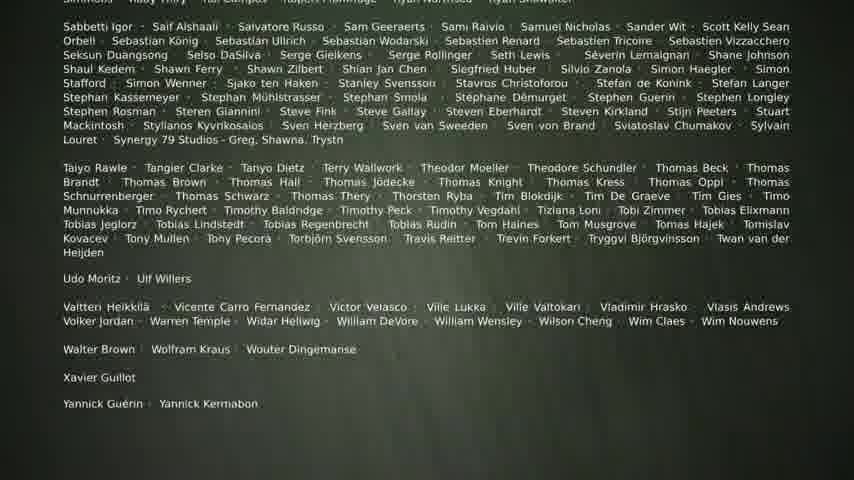 Sabbetti Igor · Saif Alshaali · Salvatore Russo · Sam Geeraerts · Sami Raivio · Samuel Nicholas · Sander Wit · Scott Kelly Sean
Orbell · Sebastian König · Sebastian Ullrich · Sebastian Wodarski · Sebastien Renard · Sebastien Tricoire · Sebastien Vizzacchero
Seksun Duangsong · Selso DaSilva · Serge Gielkens · Serge Rollinger · Seth Lewis · Séverin Lemaignan · Shane Johnson
Shaul Kedem · Shawn Ferry · Shawn Zilbert · Shian Jan Chen · Siegfried Huber · Silvio Zanola · Simon Haegler · Simon
Stafford · Simon Wenner · Sjako ten Haken · Stanley Svensson · Stavros Christoforou · Stefan de Konink · Stefan Langer
Stephan Kassemeyer · Stephan Mühlstrasser · Stephan Smola · Stéphane Démurget · Stephen Guerin · Stephen Longley
Stephen Rosman · Steren Giannini · Steve Fink · Steve Gallay · Steven Eberhardt · Steven Kirkland · Stijn Peeters · Stuart
Mackintosh · Stylianos Kyvrikosaios · Sven Herzberg · Sven van Sweeden · Sven von Brand · Sviatoslav Chumakov · Sylvain
Louret · Synergy 79 Studios - Greg, Shawna, Trystn
Taiyo Rawle · Tangier Clarke · Tanyo Dietz · Terry Wallwork · Theodor Moeller · Theodore Schundler · Thomas Beck · Thomas
Brandt · Thomas Brown · Thomas Hall · Thomas Jödecke · Thomas Knight · Thomas Kress · Thomas Oppl · Thomas
Schnurrenberger · Thomas Schwarz · Thomas Thery · Thorsten Ryba · Tim Blokdijk · Tim De Graeve · Tim Gies · Timo
Munnukka · Timo Rychert · Timothy Baldridge · Timothy Peck · Timothy Vegdahl · Tiziana Loni · Tobi Zimmer · Tobias Elixmann
Tobias Jeglorz · Tobias Lindstedt · Tobias Regenbrecht · Tobias Rudin · Tom Haines · Tom Musgrove · Tomas Hajek · Tomislav
Kovacev · Tony Mullen · Tony Pecora · Torbjörn Svensson · Travis Reitter · Trevin Forkert · Tryggvi Björgvinsson · Twan van der
Heijden
Udo Moritz · Ulf Willers
Valtteri Heikkilä · Vicente Carro Fernandez · Victor Velasco · Ville Lukka · Ville Valtokari · Vladimir Hrasko · Vlasis Andrews
Volker Jordan · Warren Temple · Widar Hellwig · William DeVore · William Wensley · Wilson Cheng · Wim Claes · Wim Nouwens
Walter Brown · Wolfram Kraus · Wouter Dingemanse
Xavier Guillot
Yannick Guérin · Yannick Kermabon